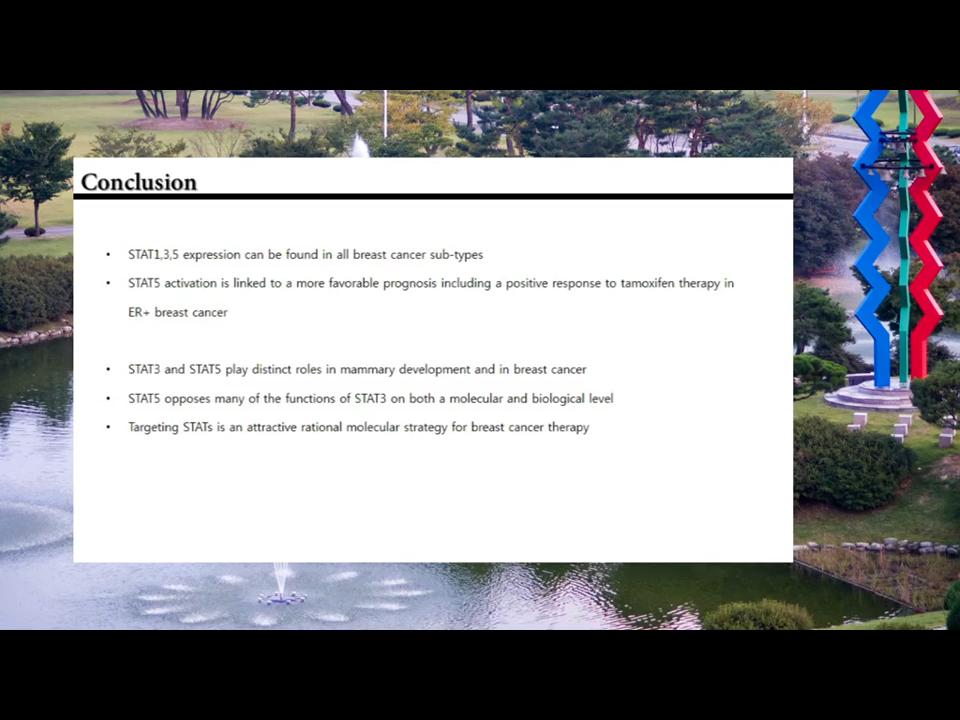 Conclusion
• STAT1,3,5 expression can be found in all breast cancer sub-types
• STAT5 activation is linked to a more favorable prognosis including a positive response to tamoxifen therapy in
ER+ breast cancer
• STAT3 and STAT5 play distinct roles in mammary development and in breast cancer
• STAT5 opposes many of the functions of STAT3 on both a molecular and biological level
• Targeting STATs is an attractive rational molecular strategy for breast cancer therapy